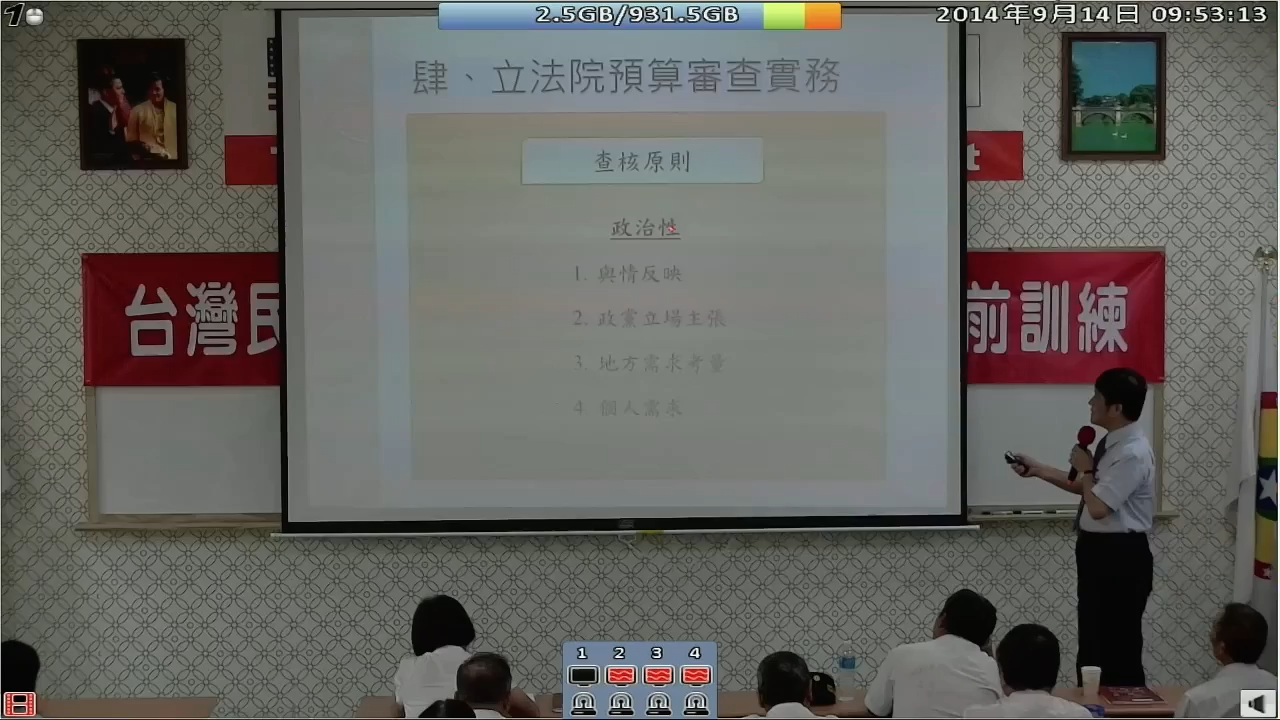 1
2.5GB/931.5GB
2014年9月14日 09:53:13
肆、立法院預算審查實務
查核原則
政治性
1. 輿情反映
2. 政黨立場主張
3. 地方需求考量
4. 個人需求
t
台灣民
前訓練
1 2 3 4